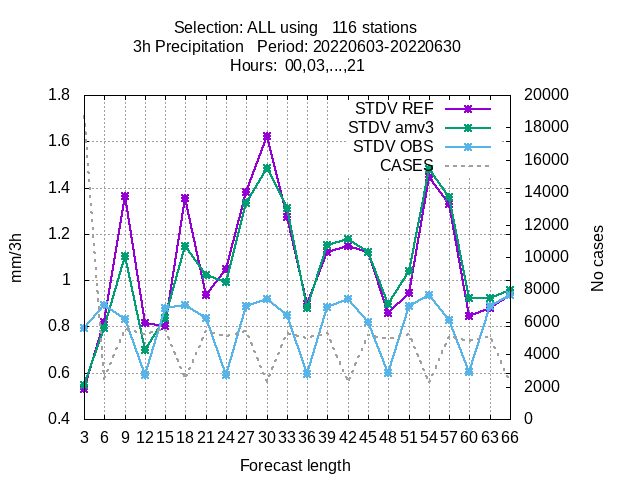 Selection: ALL using   116 stations
3h Precipitation   Period: 20220603-20220630
Hours:  00,03,...,21
1.8
1.6
1.4
1.2
1
0.8
0.6
0.4
mm/3h
STDV REF
STDV amv3
STDV OBS
CASES
20000
18000
16000
14000
12000
10000
8000
6000
4000
2000
0
No cases
3 6 9 12 15 18 21 24 27 30 33 36 39 42 45 48 51 54 57 60 63 66
Forecast length